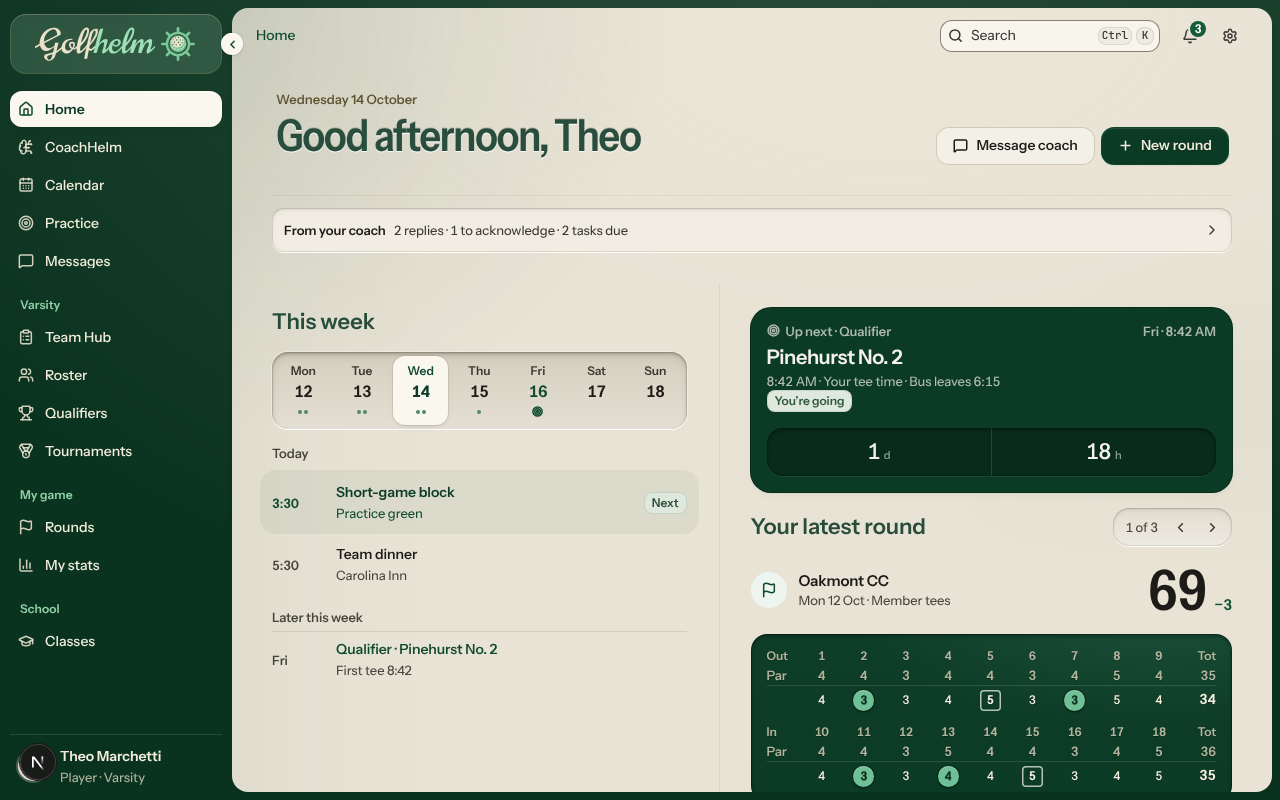 Golfhelm
Home
CoachHelm
Calendar
Practice
Messages
Varsity
Team Hub
Roster
Qualifiers
Tournaments
My game
Rounds
My stats
School
Classes
N
Theo Marchetti
Player · Varsity
Home
Search Ctrl K
3
Wednesday 14 October
Good afternoon, Theo
Message coach
New round
From your coach 2 replies · 1 to acknowledge · 2 tasks due
This week
Mon Tue Wed Thu Fri Sat Sun
12 13 14 15 16 17 18
Today
3:30 Short-game block Next
Practice green
5:30 Team dinner
Carolina Inn
Later this week
Fri Qualifier · Pinehurst No. 2
First tee 8:42
Up next · Qualifier Fri · 8:42 AM
Pinehurst No. 2
8:42 AM · Your tee time · Bus leaves 6:15
You're going
1 d 18 h
Your latest round
1 of 3
Oakmont CC
Mon 12 Oct · Member tees
69 −3
Out 1 2 3 4 5 6 7 8 9 Tot
Par 4 4 3 4 4 3 4 5 4 35
4 3 3 4 5 3 3 5 4 34
In 10 11 12 13 14 15 16 17 18 Tot
Par 4 4 3 5 4 4 3 4 5 36
4 3 3 4 4 5 3 4 5 35